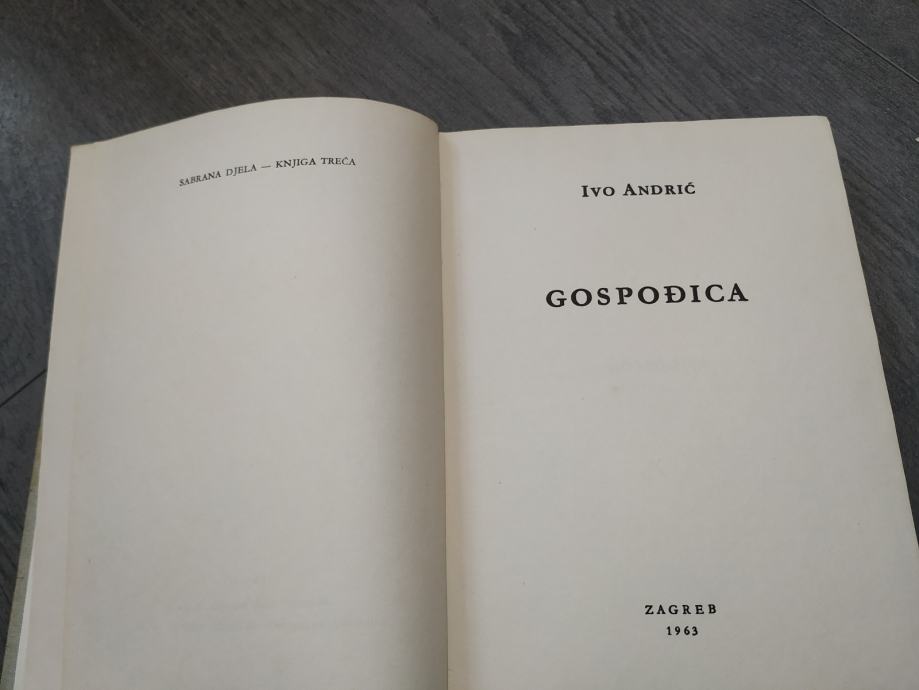 SABRANA DJELA — KNJIGA TREĆA
IVO ANDRIĆ
GOSPOĐICA
ZAGREB
1963